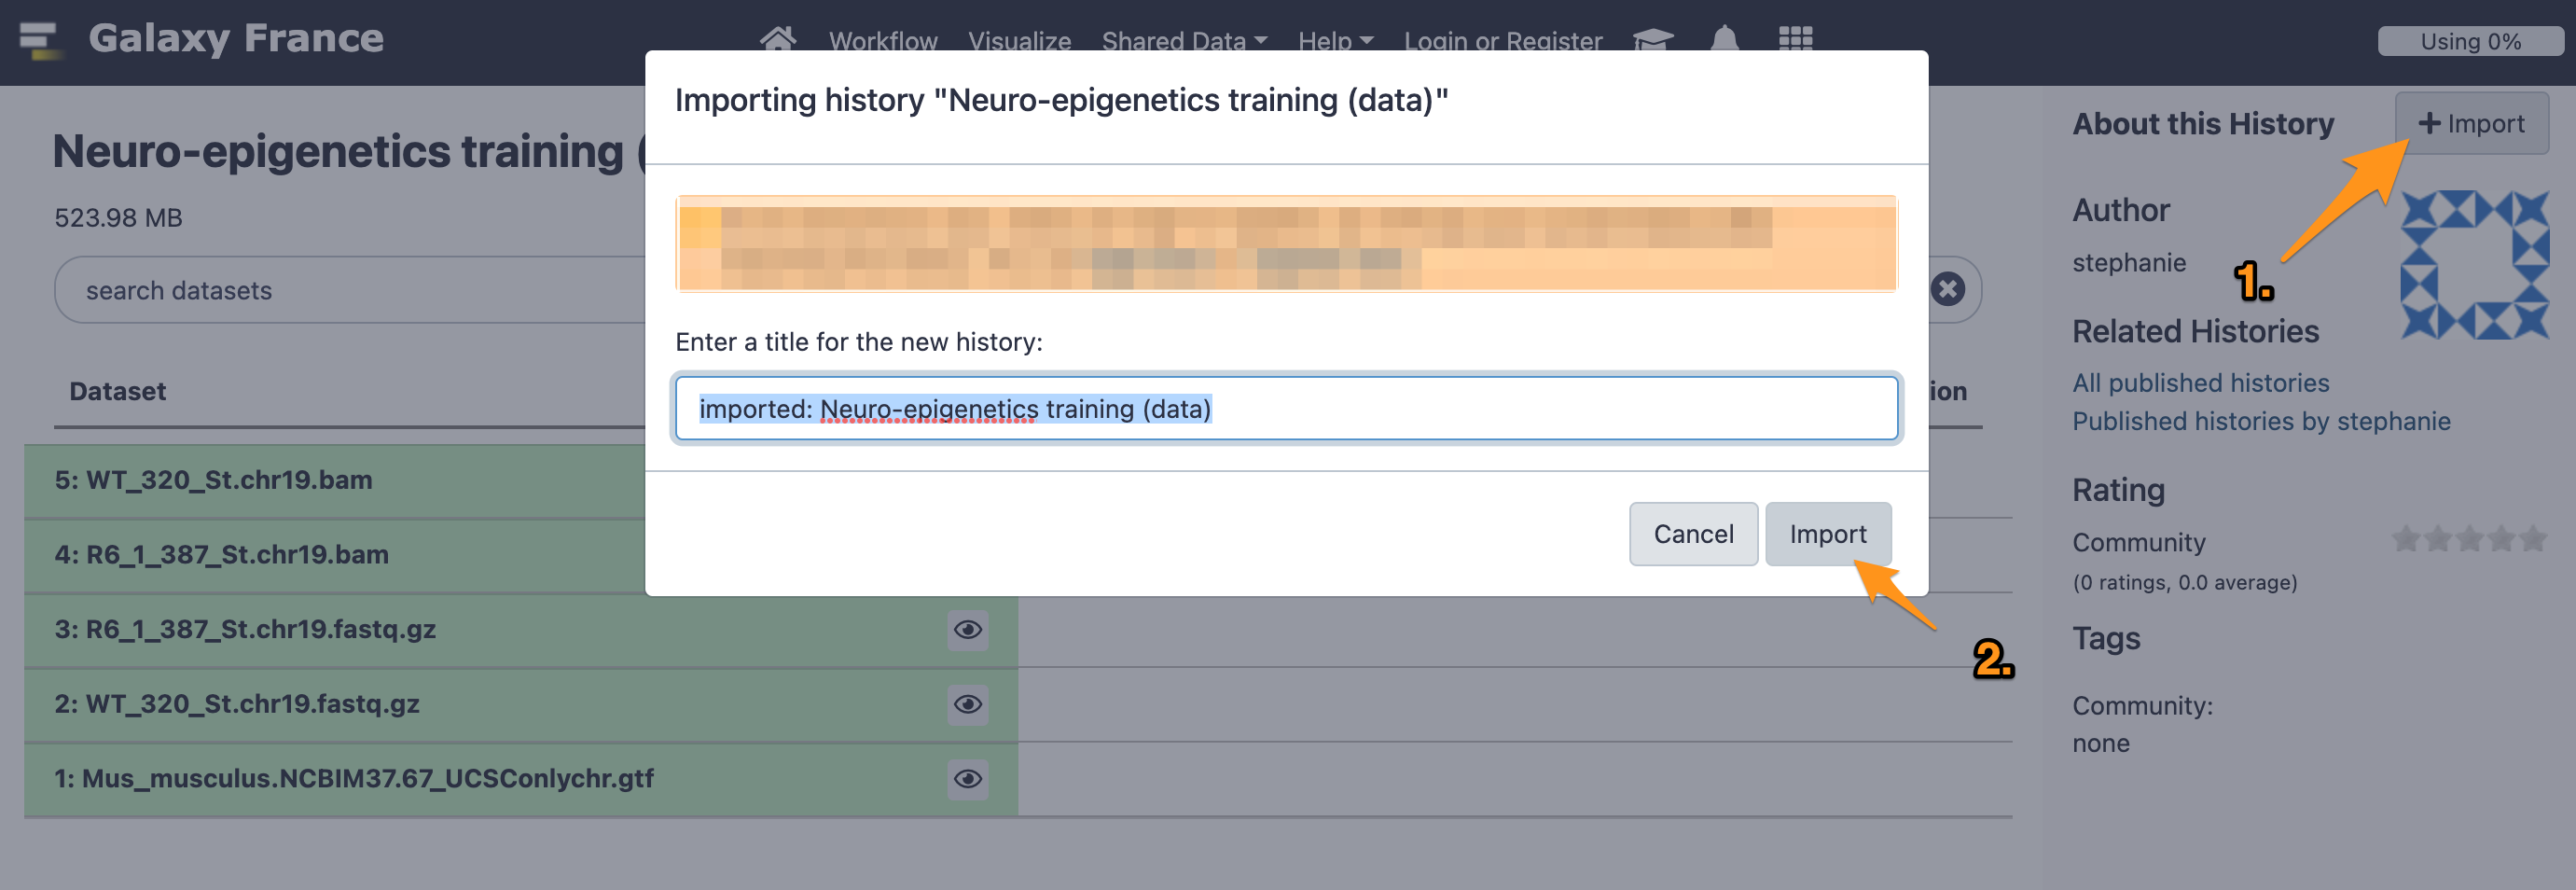 Galaxy France
Workflow Visualize Shared Data Help Login or Register
Using 0%
Neuro-epigenetics training (
523.98 MB
search datasets
Dataset
ion
5: WT_320_St.chr19.bam
4: R6_1_387_St.chr19.bam
3: R6_1_387_St.chr19.fastq.gz
2: WT_320_St.chr19.fastq.gz
1: Mus_musculus.NCBIM37.67_UCSConlychr.gtf
Importing history "Neuro-epigenetics training (data)"
Enter a title for the new history:
imported: Neuro-epigenetics training (data)
Cancel Import
2.
About this History
Import
1.
Author
stephanie
Related Histories
All published histories
Published histories by stephanie
Rating
Community
(0 ratings, 0.0 average)
Tags
Community:
none